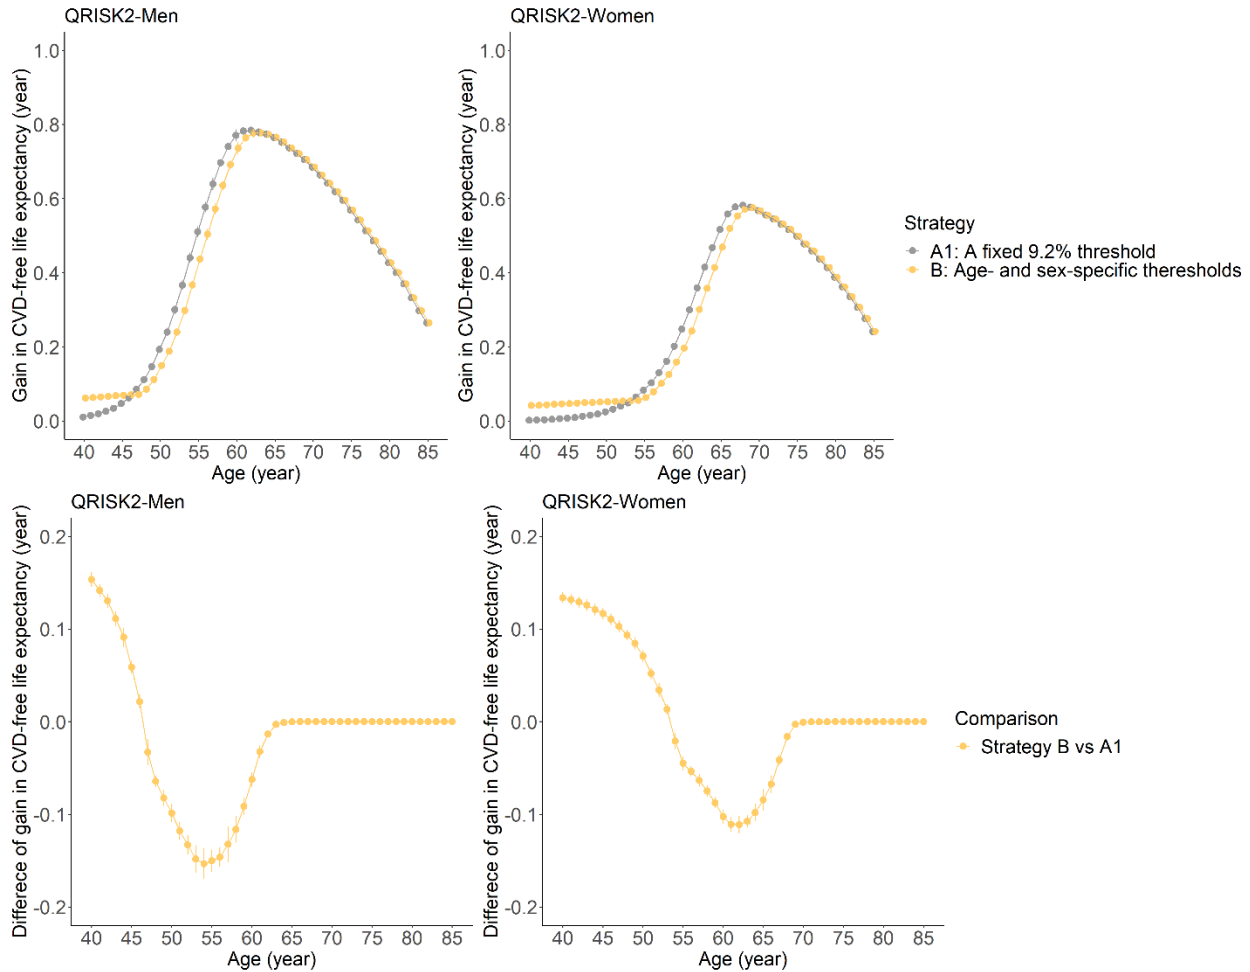 QRISK2-Men
QRISK2-Women
Gain in CVD-free life expectancy (year)
1.0
0.8
0.6
0.4
0.2
0.0
40 45 50 55 60 65 70 75 80 85
Age (year)
Gain in CVD-free life expectancy (year)
1.0
0.8
0.6
0.4
0.2
0.0
40 45 50 55 60 65 70 75 80 85
Age (year)
Strategy
A1: A fixed 9.2% threshold
B: Age- and sex-specific theresholds
QRISK2-Men
QRISK2-Women
Differece of gain in CVD-free life expectancy (year)
0.2
0.1
0.0
-0.1
-0.2
40 45 50 55 60 65 70 75 80 85
Age (year)
Differece of gain in CVD-free life expectancy (year)
0.2
0.1
0.0
-0.1
-0.2
40 45 50 55 60 65 70 75 80 85
Age (year)
Comparison
Strategy B vs A1